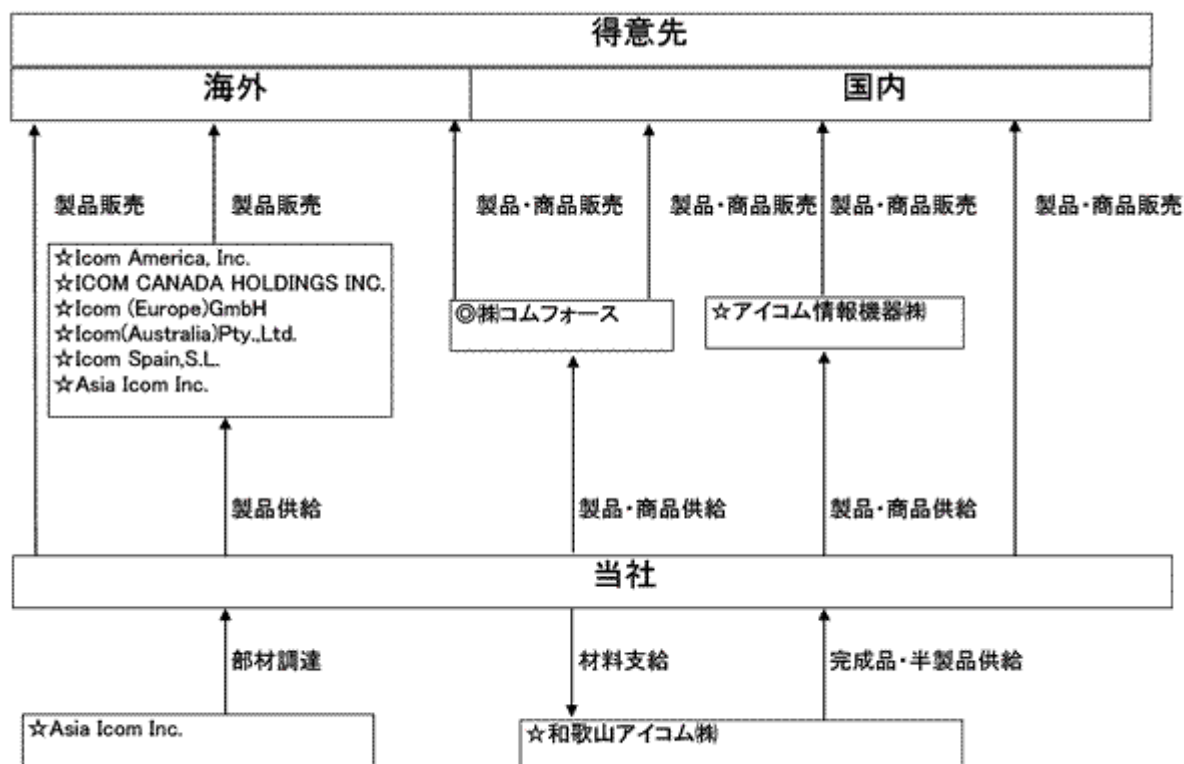 得意先
海外
国内
製品販売
製品販売
製品・商品販売
製品・商品販売
製品・商品販売
製品・商品販売
☆Icom America, Inc.
☆ICOM CANADA HOLDINGS INC.
☆Icom (Europe)GmbH
☆Icom(Australia)Pty.,Ltd.
☆Icom Spain,S.L.
☆Asia Icom Inc.
◎㈱コムフォース
☆アイコム情報機器㈱
製品供給
製品・商品供給
製品・商品供給
当社
部材調達
材料支給
完成品・半製品供給
☆Asia Icom Inc.
☆和歌山アイコム㈱